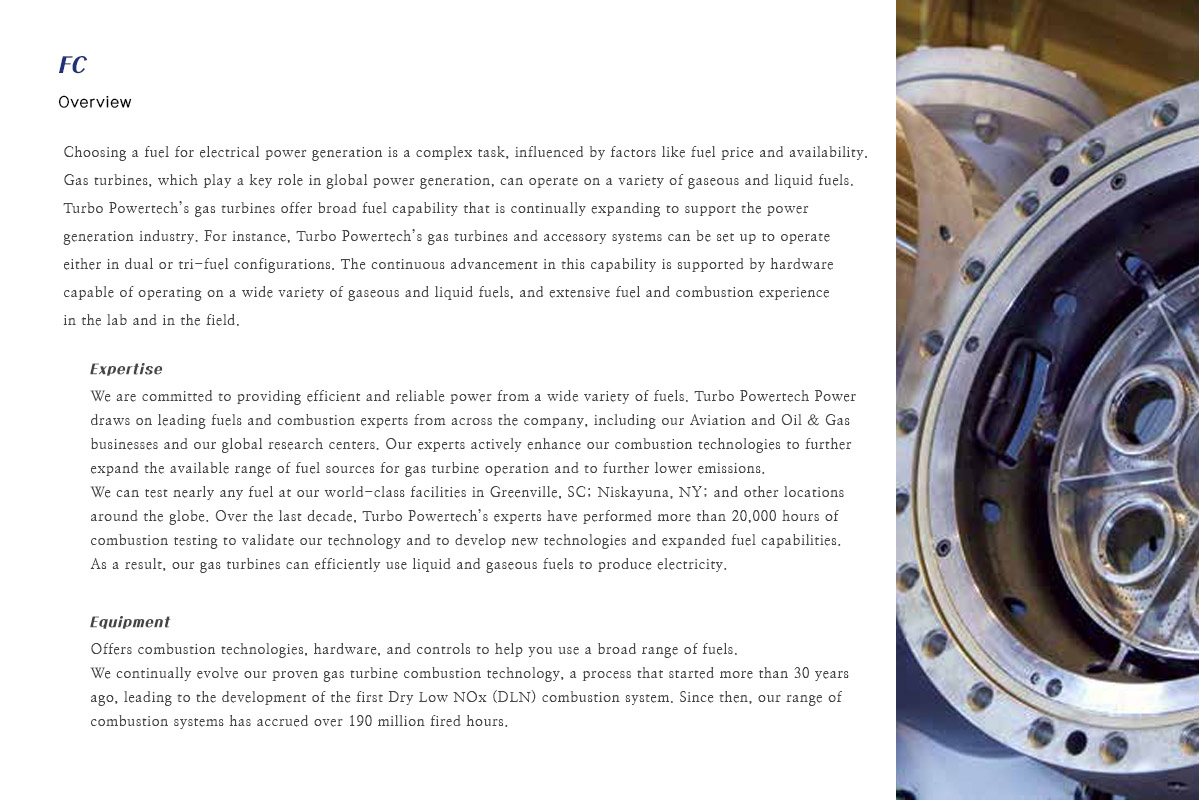 FC
Overview
Choosing a fuel for electrical power generation is a complex task, influenced by factors like fuel price and availability.
Gas turbines, which play a key role in global power generation, can operate on a variety of gaseous and liquid fuels.
Turbo Powertech's gas turbines offer broad fuel capability that is continually expanding to support the power
generation industry. For instance, Turbo Powertech's gas turbines and accessory systems can be set up to operate
either in dual or tri-fuel configurations. The continuous advancement in this capability is supported by hardware
capable of operating on a wide variety of gaseous and liquid fuels, and extensive fuel and combustion experience
in the lab and in the field.
Expertise
We are committed to providing efficient and reliable power from a wide variety of fuels. Turbo Powertech Power
draws on leading fuels and combustion experts from across the company, including our Aviation and Oil & Gas
businesses and our global research centers. Our experts actively enhance our combustion technologies to further
expand the available range of fuel sources for gas turbine operation and to further lower emissions.
We can test nearly any fuel at our world-class facilities in Greenville, SC; Niskayuna, NY; and other locations
around the globe. Over the last decade, Turbo Powertech's experts have performed more than 20,000 hours of
combustion testing to validate our technology and to develop new technologies and expanded fuel capabilities.
As a result, our gas turbines can efficiently use liquid and gaseous fuels to produce electricity.
Equipment
Offers combustion technologies, hardware, and controls to help you use a broad range of fuels.
We continually evolve our proven gas turbine combustion technology, a process that started more than 30 years
ago, leading to the development of the first Dry Low NOx (DLN) combustion system. Since then, our range of
combustion systems has accrued over 190 million fired hours.